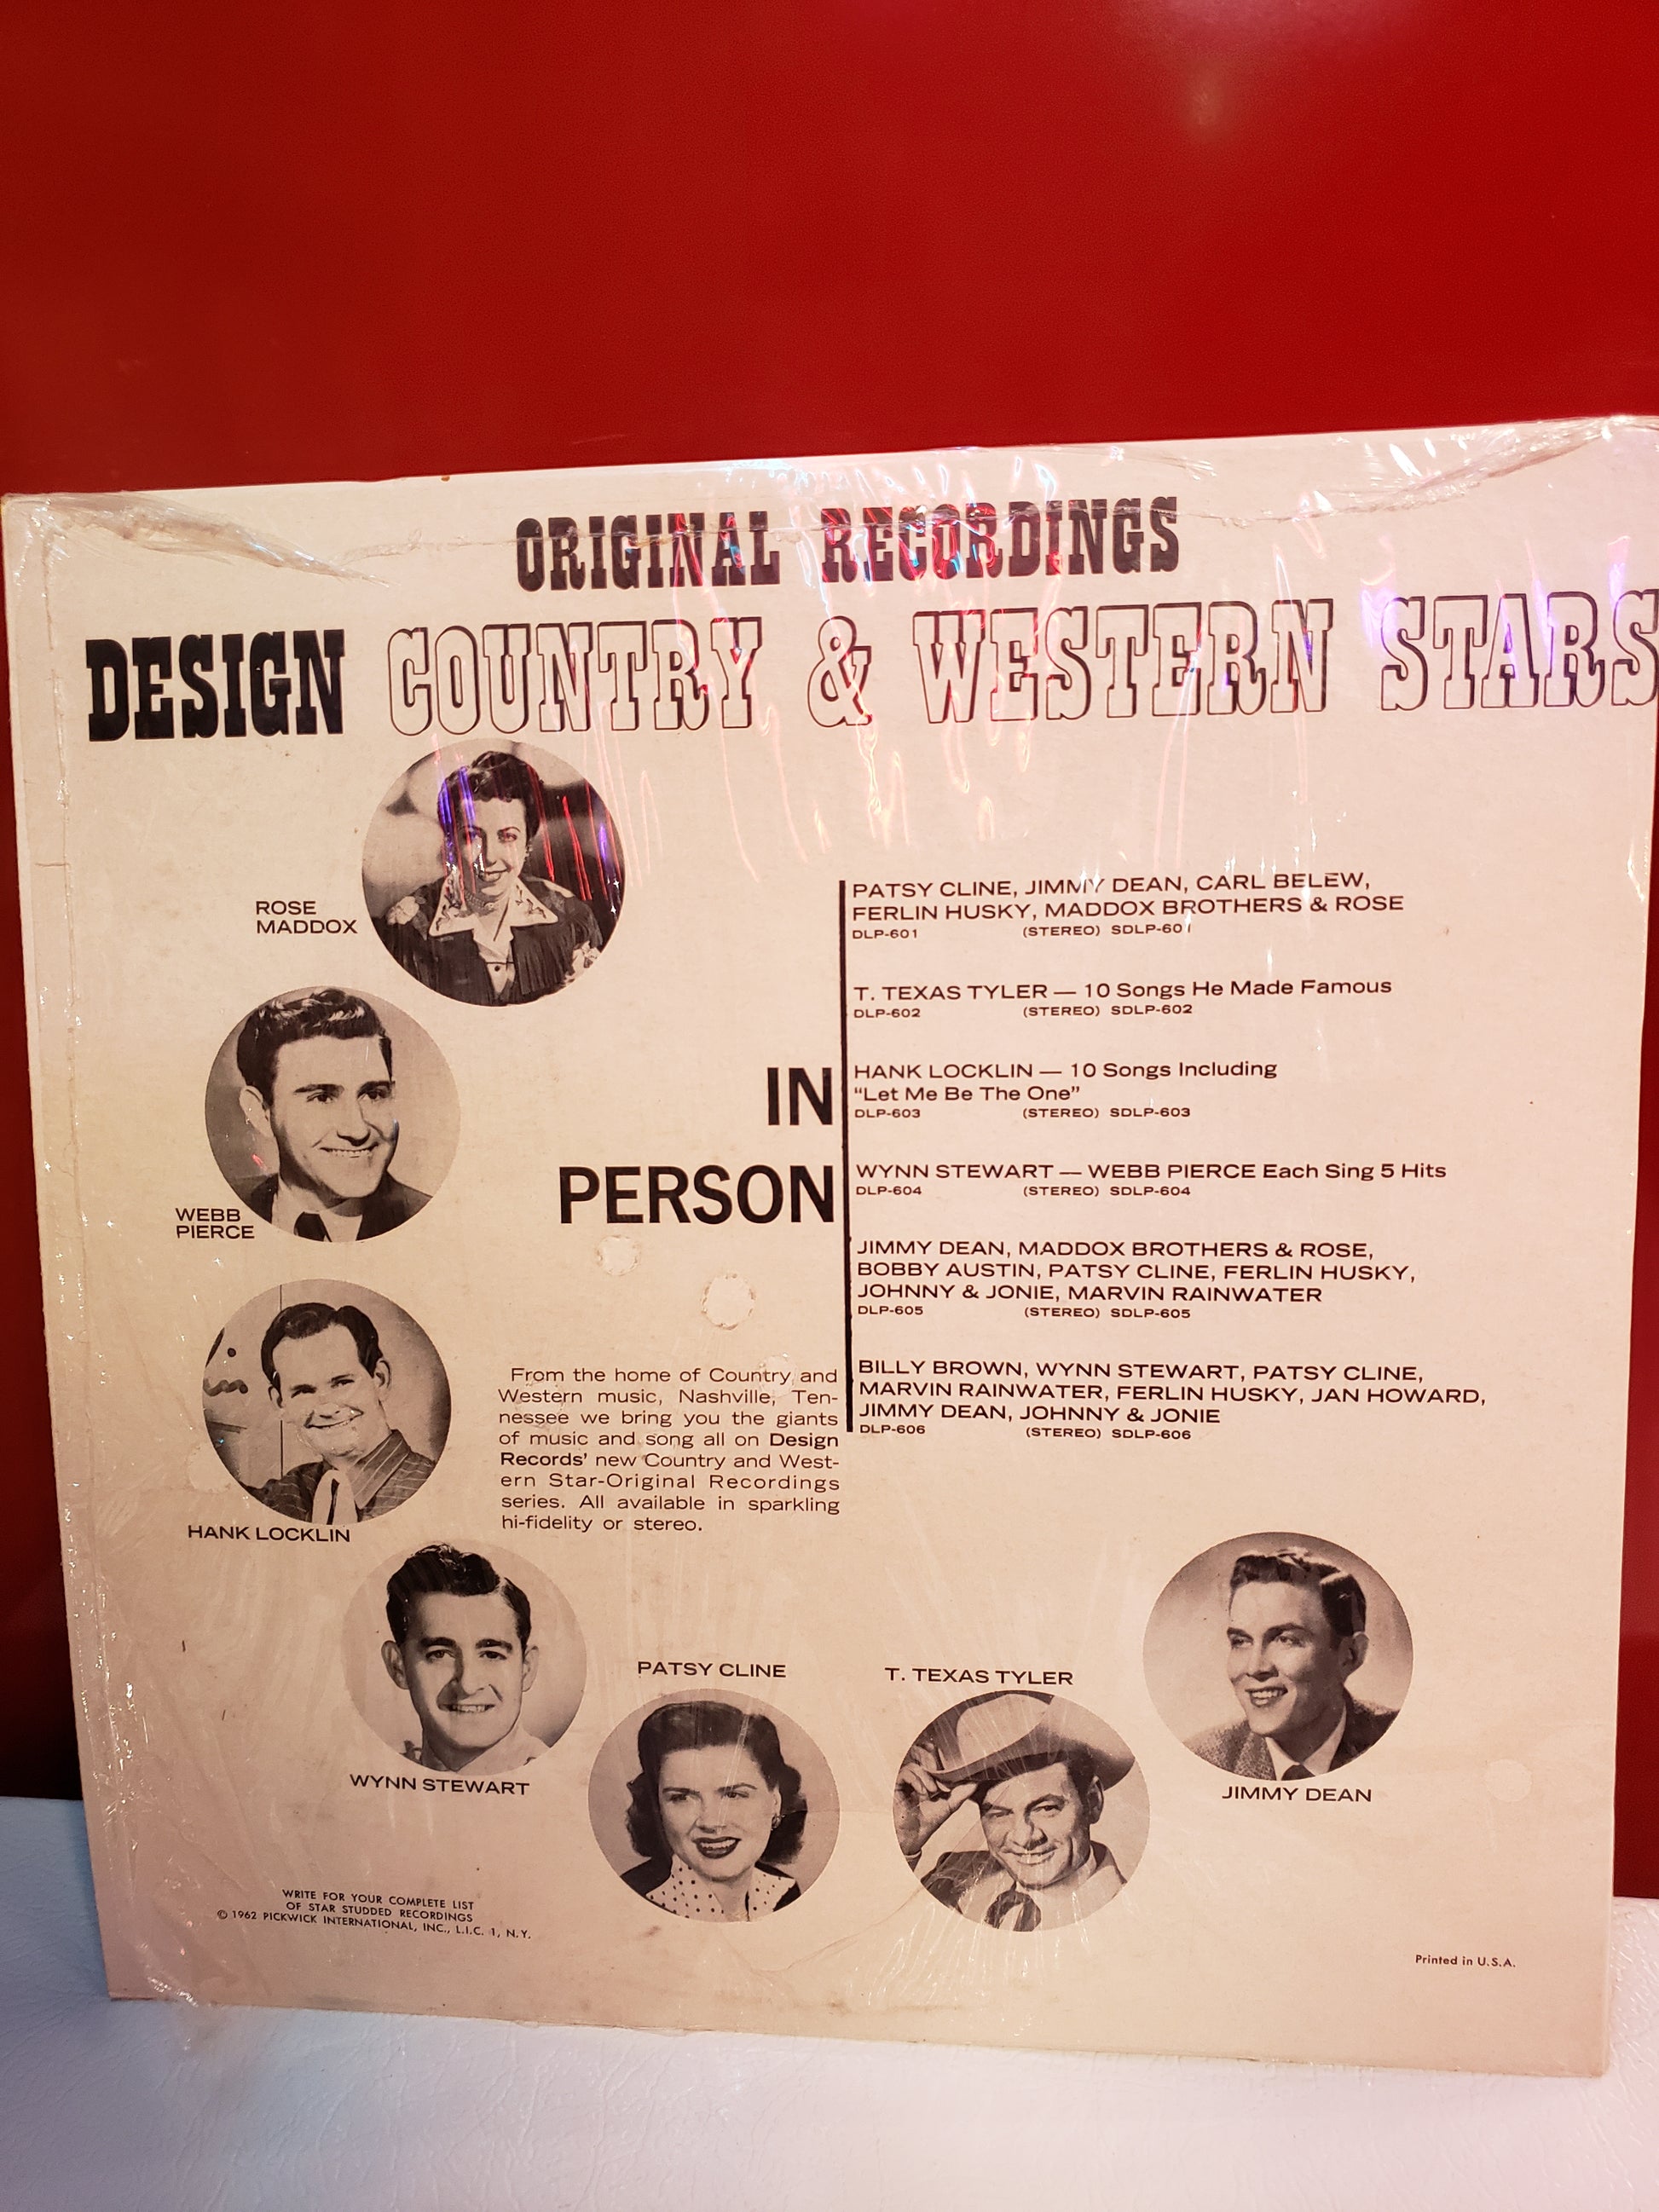 ORIGINAL RECORDINGS
DESIGN COUNTRY & WESTERN STARS
ROSE
MADDOX
WEBB
PIERCE
HANK LOCKLIN
IN
PERSON
PATSY CLINE, JIMMY DEAN, CARL BELEW,
FERLIN HUSKY, MADDOX BROTHERS & ROSE
DLP-601 (STEREO) SDLP-601
T. TEXAS TYLER — 10 Songs He Made Famous
DLP-602 (STEREO) SDLP-602
HANK LOCKLIN — 10 Songs Including
“Let Me Be The One”
DLP-603 (STEREO) SDLP-603
WYNN STEWART — WEBB PIERCE Each Sing 5 Hits
DLP-604 (STEREO) SDLP-604
JIMMY DEAN, MADDOX BROTHERS & ROSE,
BOBBY AUSTIN, PATSY CLINE, FERLIN HUSKY,
JOHNNY & JONIE, MARVIN RAINWATER
DLP-605 (STEREO) SDLP-605
BILLY BROWN, WYNN STEWART, PATSY CLINE,
MARVIN RAINWATER, FERLIN HUSKY, JAN HOWARD,
JIMMY DEAN, JOHNNY & JONIE
DLP-606 (STEREO) SDLP-606
From the home of Country and
Western music, Nashville, Ten-
nessee we bring you the giants
of music and song all on Design
Records’ new Country and West-
ern Star-Original Recordings
series. All available in sparkling
hi-fidelity or stereo.
WYNN STEWART
PATSY CLINE
T. TEXAS TYLER
JIMMY DEAN
WRITE FOR YOUR COMPLETE LIST
OF STAR STUDDED RECORDINGS
© 1962 PICKWICK INTERNATIONAL, INC., L.I.C. 1, N.Y.
Printed in U.S.A.